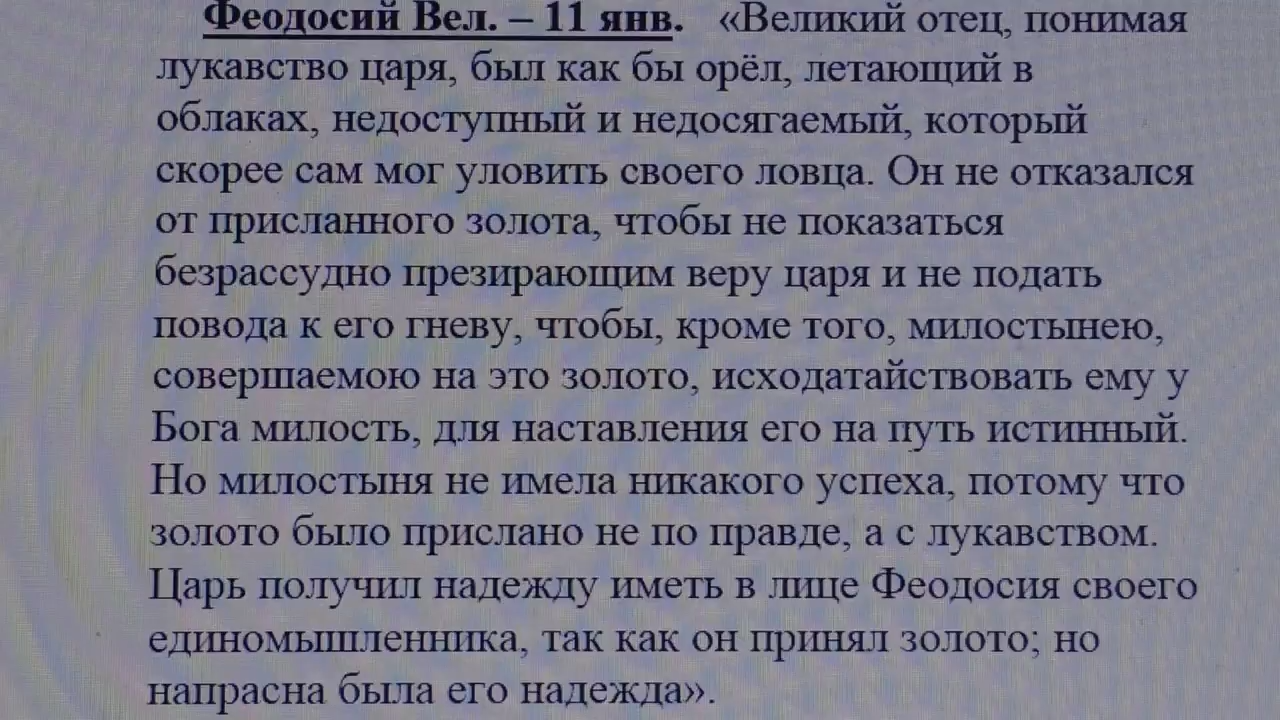 Феодосий Вел. – 11 янв. «Великий отец, понимая
лукавство царя, был как бы орёл, летающий в
облаках, недоступный и недосягаемый, который
скорее сам мог уловить своего ловца. Он не отказался
от присланного золота, чтобы не показаться
безрассудно презирающим веру царя и не подать
повода к его гневу, чтобы, кроме того, милостынею,
совершаемою на это золото, исходатайствовать ему у
Бога милость, для наставления его на путь истинный.
Но милостыня не имела никакого успеха, потому что
золото было прислано не по правде, а с лукавством.
Царь получил надежду иметь в лице Феодосия своего
единомышленника, так как он принял золото; но
напрасна была его надежда».